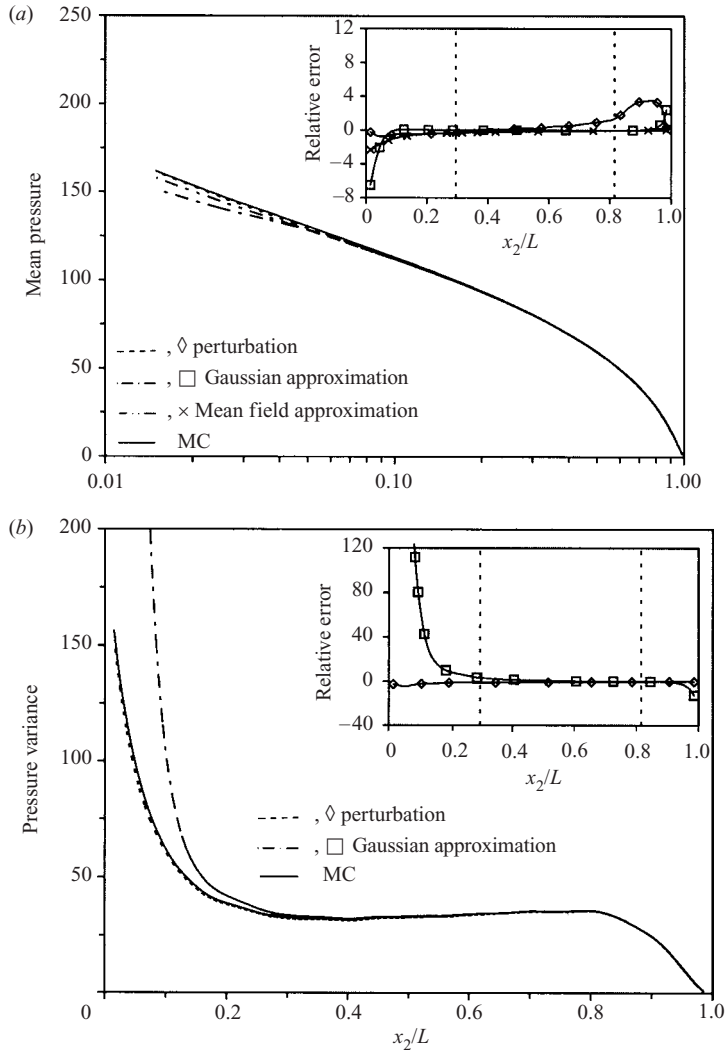 (a)
250
200
150
100
50
0
Mean pressure
0.01
0.10
1.00
12
8
4
0
−4
−8
Relative error
0
0.2
0.4
0.6
0.8
1.0
x2/L
, ◊ perturbation
, □ Gaussian approximation
, × Mean field approximation
MC
(b)
200
150
100
50
0
Pressure variance
0.2
0.4
0.6
0.8
1.0
x2/L
120
80
40
0
−40
Relative error
0
0.2
0.4
0.6
0.8
1.0
x2/L
, ◊ perturbation
, □ Gaussian approximation
MC